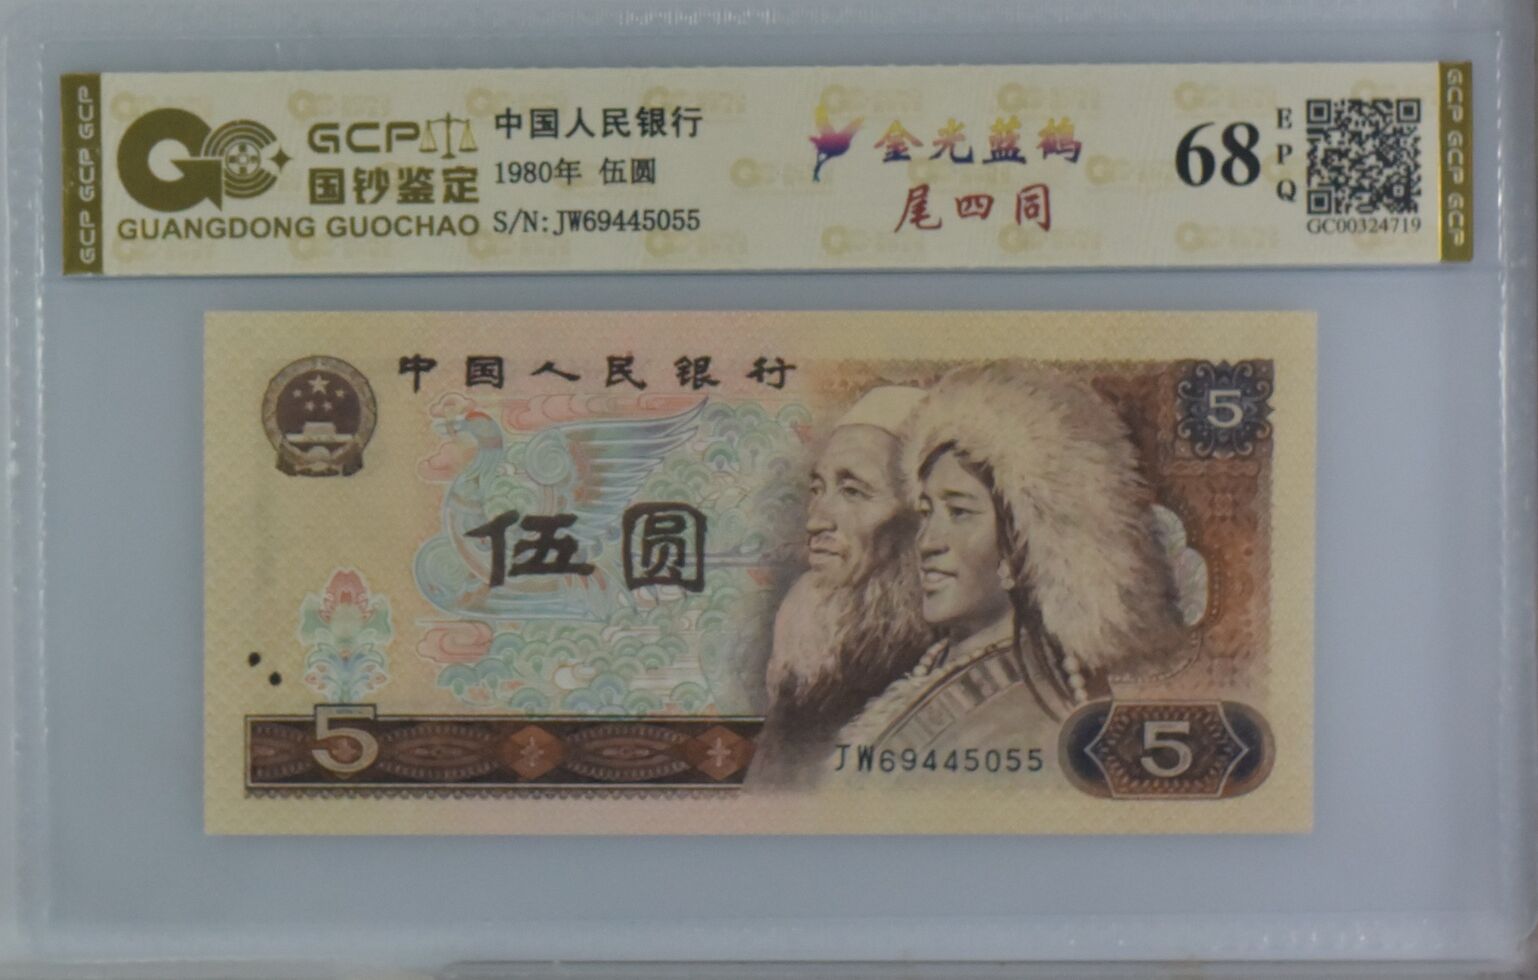 GCP GCP GCP
GCP
国钞鉴定
GUANGDONG GUOCHAO
中国人民银行
1980年 伍圆
S/N:JW69445055
金光蓝鹤
尾四同
68
EPQ
GC00324719
GCP GCP GCP
中国人民银行
5
伍圆
5
JW69445055
5